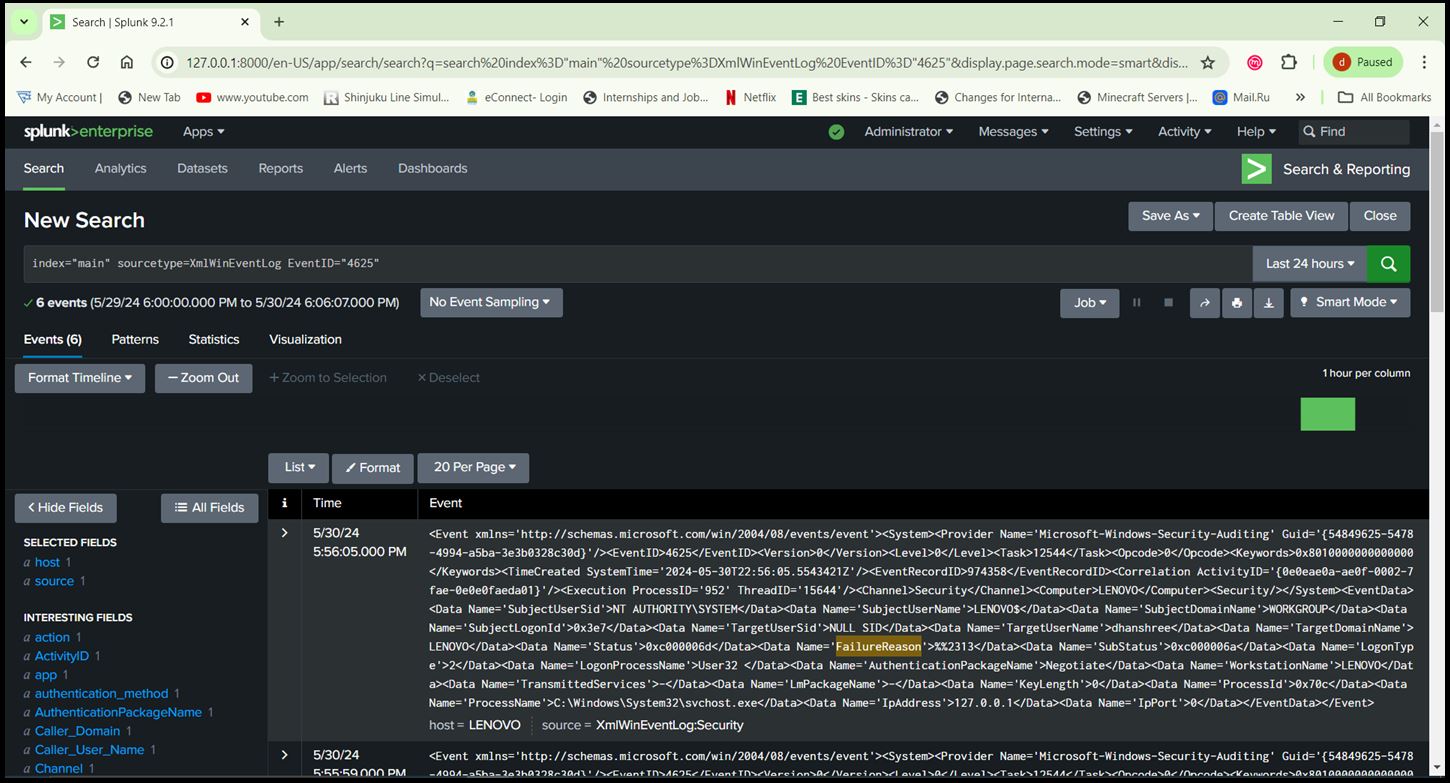 Search | Splunk 9.2.1
127.0.0.1:8000/en-US/app/search/search?q=search%20index%3D"main"%20sourcetype%3DXmlWinEventLog%20EventID%3D"4625"&display.page.search.mode=smart&dis...
d Paused
My Account |
New Tab
www.youtube.com
Shinjuku Line Simul...
eConnect- Login
Internships and Job...
Netflix
Best skins - Skins ca...
Changes for Interna...
Minecraft Servers |...
Mail.Ru
»
All Bookmarks
splunk>enterprise
Apps
Administrator
Messages
Settings
Activity
Help
Find
Search
Analytics
Datasets
Reports
Alerts
Dashboards
Search & Reporting
New Search
Save As
Create Table View
Close
index="main" sourcetype=XmlWinEventLog EventID="4625"
Last 24 hours
6 events (5/29/24 6:00:00.000 PM to 5/30/24 6:06:07.000 PM)
No Event Sampling
Job
Smart Mode
Events (6)
Patterns
Statistics
Visualization
Format Timeline
— Zoom Out
+ Zoom to Selection
× Deselect
1 hour per column
List
Format
20 Per Page
< Hide Fields
All Fields
i
Time
Event
SELECTED FIELDS
a host 1
a source 1
INTERESTING FIELDS
a action 1
a ActivityID 1
a app 1
a authentication_method 1
a AuthenticationPackageName 1
a Caller_Domain 1
a Caller_User_Name 1
a Channel 1
5/30/24
5:56:05.000 PM
<Event xmlns='http://schemas.microsoft.com/win/2004/08/events/event'><System><Provider Name='Microsoft-Windows-Security-Auditing' Guid='{54849625-5478
-4994-a5ba-3e3b0328c30d}'/><EventID>4625</EventID><Version>0</Version><Level>0</Level><Task>12544</Task><Opcode>0</Opcode><Keywords>0x8010000000000000
</Keywords><TimeCreated SystemTime='2024-05-30T22:56:05.5543421Z'/><EventRecordID>974358</EventRecordID><Correlation ActivityID='{0e0eae0a-ae0f-0002-7
fae-0e0e0faeda01}'/><Execution ProcessID='952' ThreadID='15644'/><Channel>Security</Channel><Computer>LENOVO</Computer><Security/></System><EventData>
<Data Name='SubjectUserSid'>NT AUTHORITY\SYSTEM</Data><Data Name='SubjectUserName'>LENOVO$</Data><Data Name='SubjectDomainName'>WORKGROUP</Data><Data
Name='SubjectLogonId'>0x3e7</Data><Data Name='TargetUserSid'>NULL SID</Data><Data Name='TargetUserName'>dhanshree</Data><Data Name='TargetDomainName'>
LENOVO</Data><Data Name='Status'>0xc000006d</Data><Data Name='FailureReason'>%%2313</Data><Data Name='SubStatus'>0xc000006a</Data><Data Name='LogonTyp
e'>2</Data><Data Name='LogonProcessName'>User32 </Data><Data Name='AuthenticationPackageName'>Negotiate</Data><Data Name='WorkstationName'>LENOVO</Dat
a><Data Name='TransmittedServices'>-</Data><Data Name='LmPackageName'>-</Data><Data Name='KeyLength'>0</Data><Data Name='ProcessId'>0x70c</Data><Data
Name='ProcessName'>C:\Windows\System32\svchost.exe</Data><Data Name='IpAddress'>127.0.0.1</Data><Data Name='IpPort'>0</Data></EventData></Event>
host = LENOVO
source = XmlWinEventLog:Security
5/30/24
5:55:59.000 PM
<Event xmlns='http://schemas.microsoft.com/win/2004/08/events/event'><System><Provider Name='Microsoft-Windows-Security-Auditing' Guid='{54849625-5478
-4994-a5ba-3e3b0328c30d}'/><EventID>4625</EventID><Version>0</Version><Level>0</Level><Task>12544</Task><Opcode>0</Opcode><Keywords>0x8010000000000000